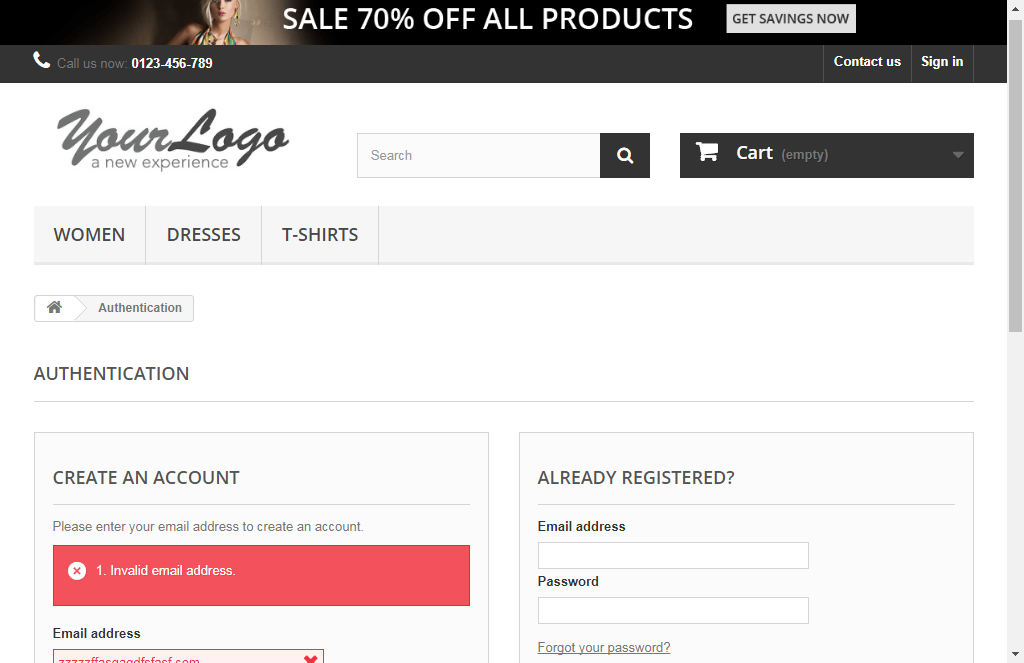 SALE 70% OFF ALL PRODUCTS
GET SAVINGS NOW
Call us now: 0123-456-789
Contact us
Sign in
YourLogo
a new experience
Search
Cart (empty)
WOMEN
DRESSES
T-SHIRTS
Authentication
AUTHENTICATION
CREATE AN ACCOUNT
Please enter your email address to create an account.
1. Invalid email address.
Email address
ALREADY REGISTERED?
Email address
Password
Forgot your password?